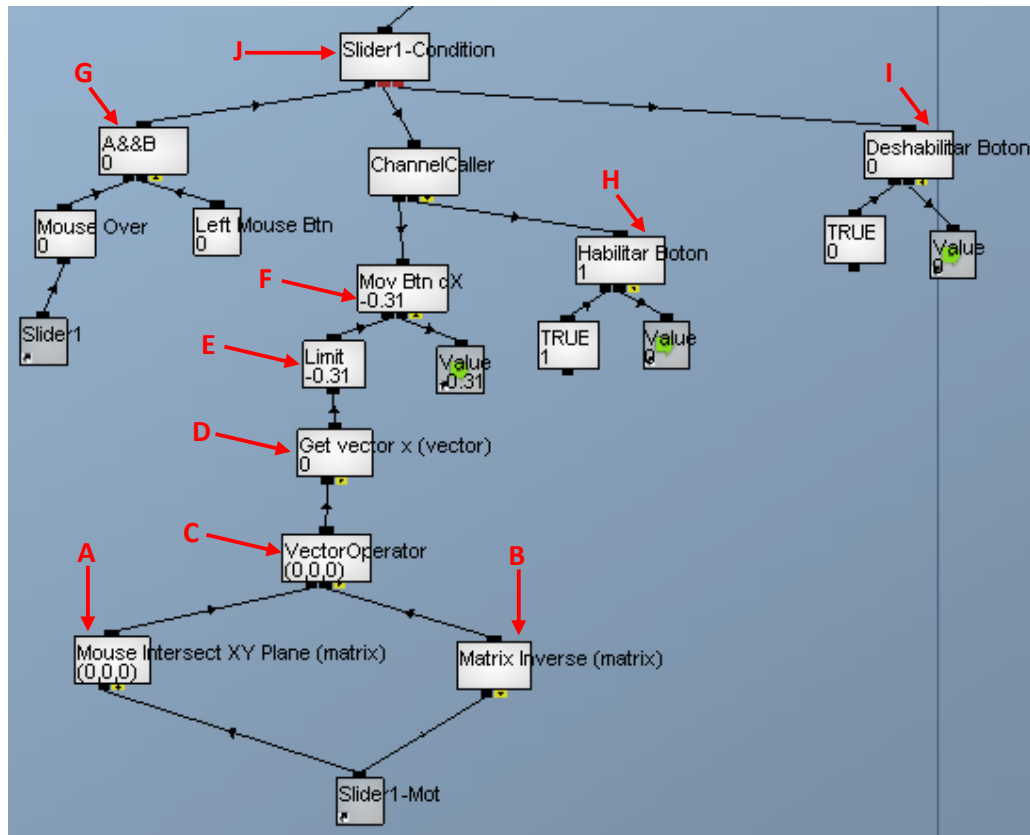 J
Slider1-Condition
G
A&&B
0
I
Deshabilitar Boton
0
ChannelCaller
H
Habilitar Boton
1
Mouse Over
0
Left Mouse Btn
0
TRUE
0
Value
0
F
Mov Btn cX
-0.31
Slider1
E
Limit
-0.31
Value
-0.31
TRUE
1
Value
0
D
Get vector x (vector)
0
C
VectorOperator
(0,0,0)
A
Mouse Intersect XY Plane (matrix)
(0,0,0)
B
Matrix Inverse (matrix)
Slider1-Mot